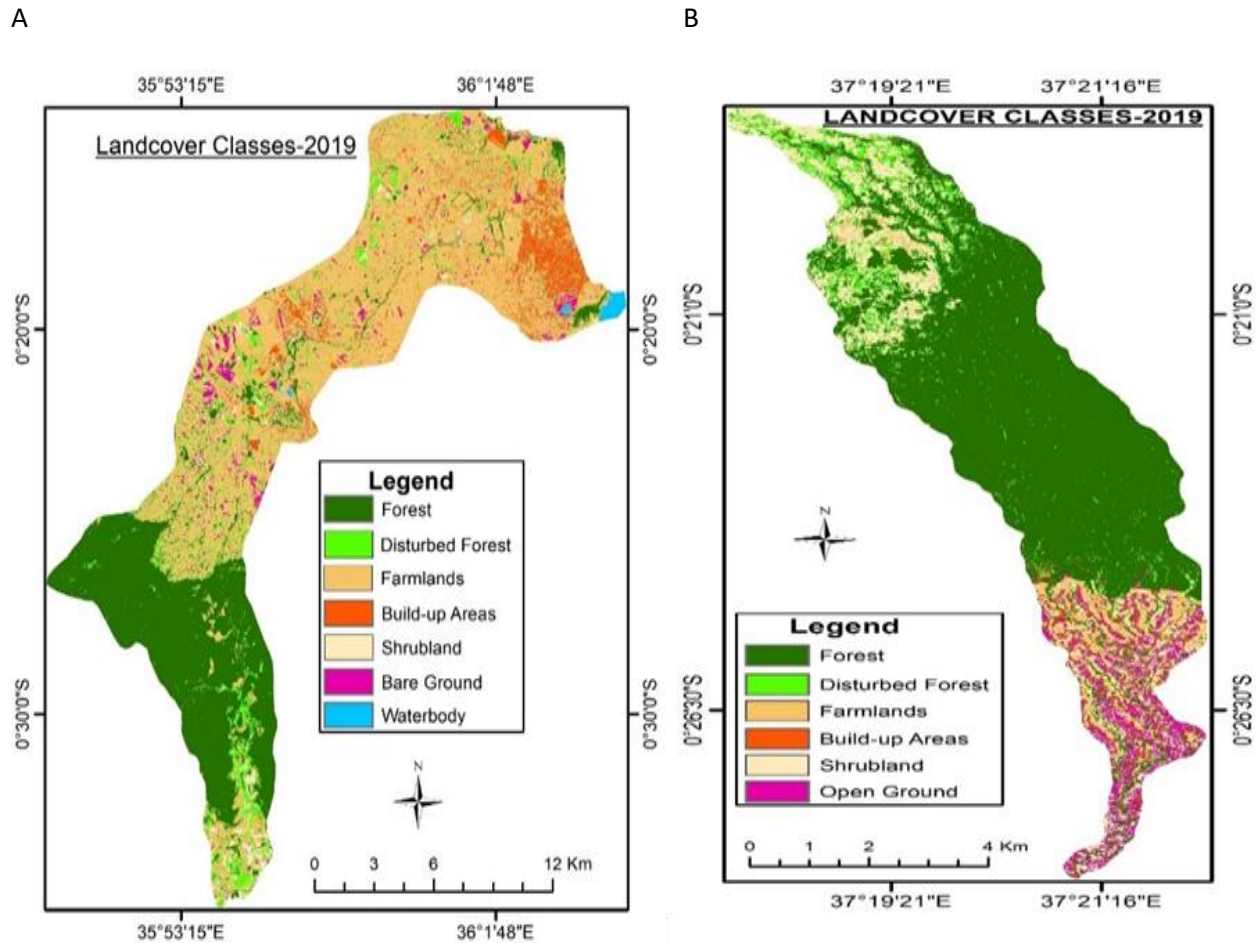 A
B
35°53'15"E
36°1'48"E
Landcover Classes-2019
0°20'0"S
0°20'0"S
0°30'0"S
0°30'0"S
Legend
Forest
Disturbed Forest
Farmlands
Build-up Areas
Shrubland
Bare Ground
Waterbody
N
0 3 6 12 Km
35°53'15"E
36°1'48"E
37°19'21"E
37°21'16"E
LANDCOVER CLASSES-2019
0°21'0"S
0°21'0"S
0°26'30"S
0°26'30"S
N
Legend
Forest
Disturbed Forest
Farmlands
Build-up Areas
Shrubland
Open Ground
0 1 2 4 Km
37°19'21"E
37°21'16"E